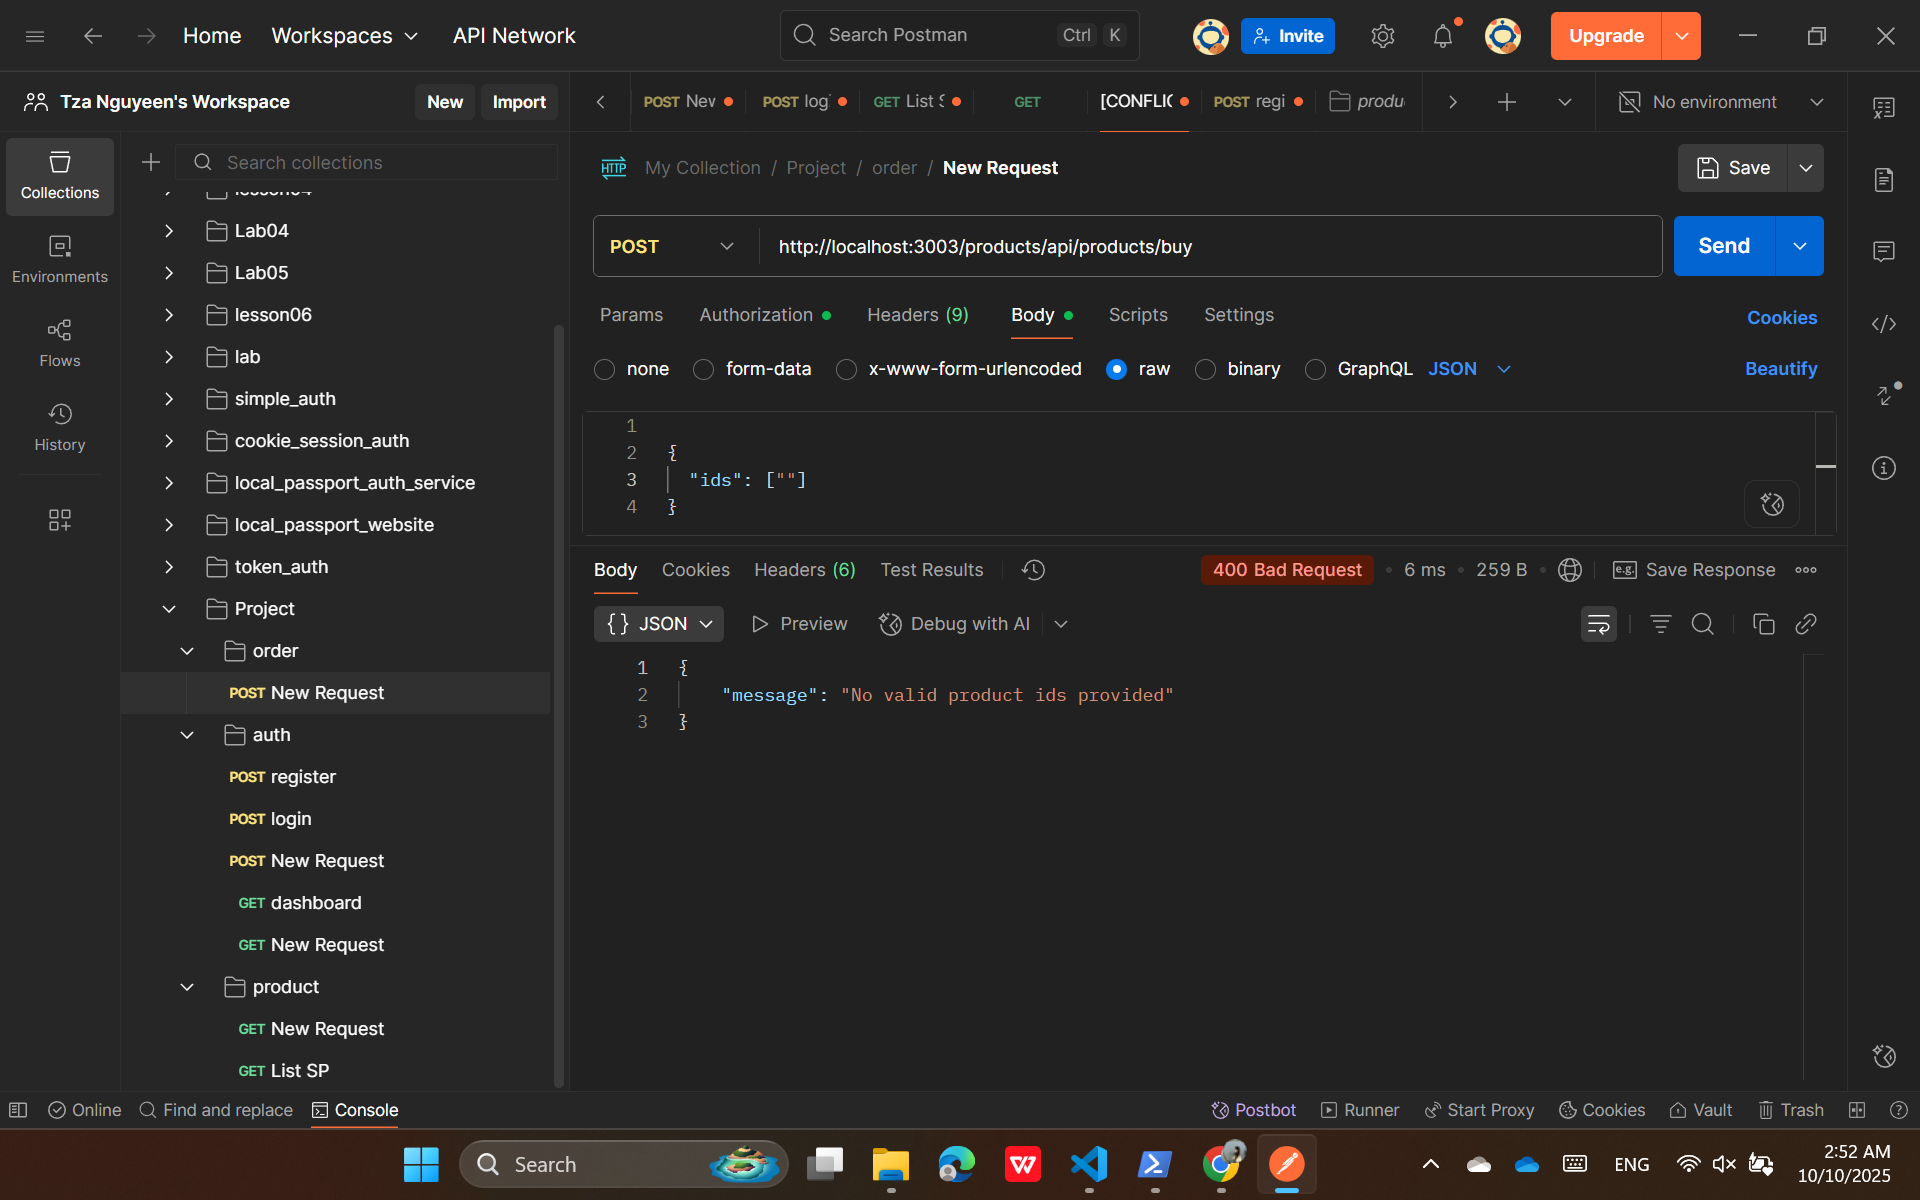 Home
Workspaces
API Network
Search Postman
Ctrl
K
Invite
Upgrade
Tza Nguyeen's Workspace
New
Import
POST New
POST log
GET List S
GET
[CONFLIC
POST regi
produ
No environment
Collections
Environments
Flows
History
Search collections
lesson04
Lab04
Lab05
lesson06
lab
simple_auth
cookie_session_auth
local_passport_auth_service
local_passport_website
token_auth
Project
order
POST New Request
auth
POST register
POST login
POST New Request
GET dashboard
GET New Request
product
GET New Request
GET List SP
HTTP My Collection / Project / order / New Request
Save
POST
http://localhost:3003/products/api/products/buy
Send
Params
Authorization
Headers (9)
Body
Scripts
Settings
Cookies
none
form-data
x-www-form-urlencoded
raw
binary
GraphQL
JSON
Beautify
1
2 {
3 "ids": [""]
4 }
Body
Cookies
Headers (6)
Test Results
400 Bad Request
6 ms
259 B
e.g. Save Response
{} JSON
Preview
Debug with AI
1 {
2 "message": "No valid product ids provided"
3 }
Online
Find and replace
Console
Postbot
Runner
Start Proxy
Cookies
Vault
Trash
Search
ENG
2:52 AM
10/10/2025